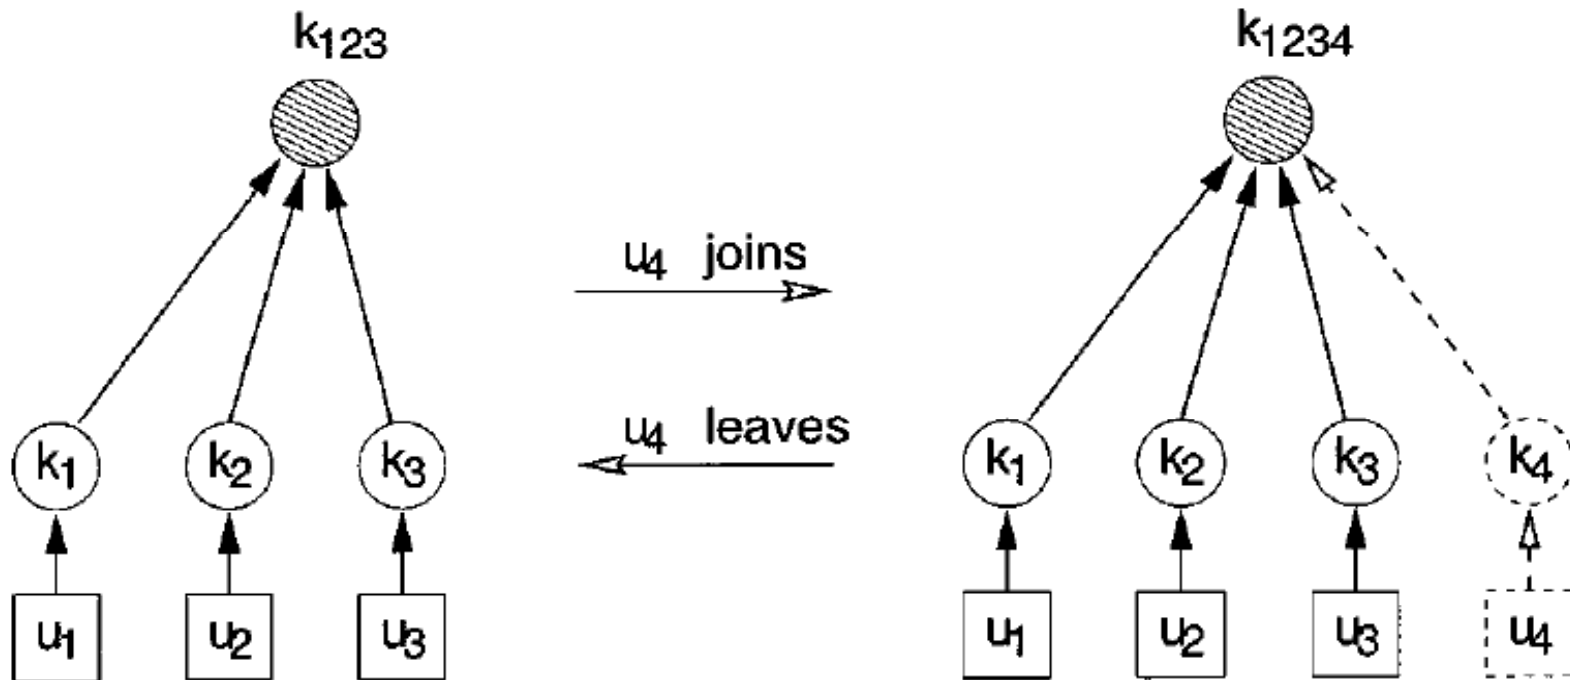 k₁₂₃ k₁₂₃₄
u₄ joins
u₄ leaves
k₁ k₂ k₃ k₁ k₂ k₃ k₄
u₁ u₂ u₃ u₁ u₂ u₃ u₄